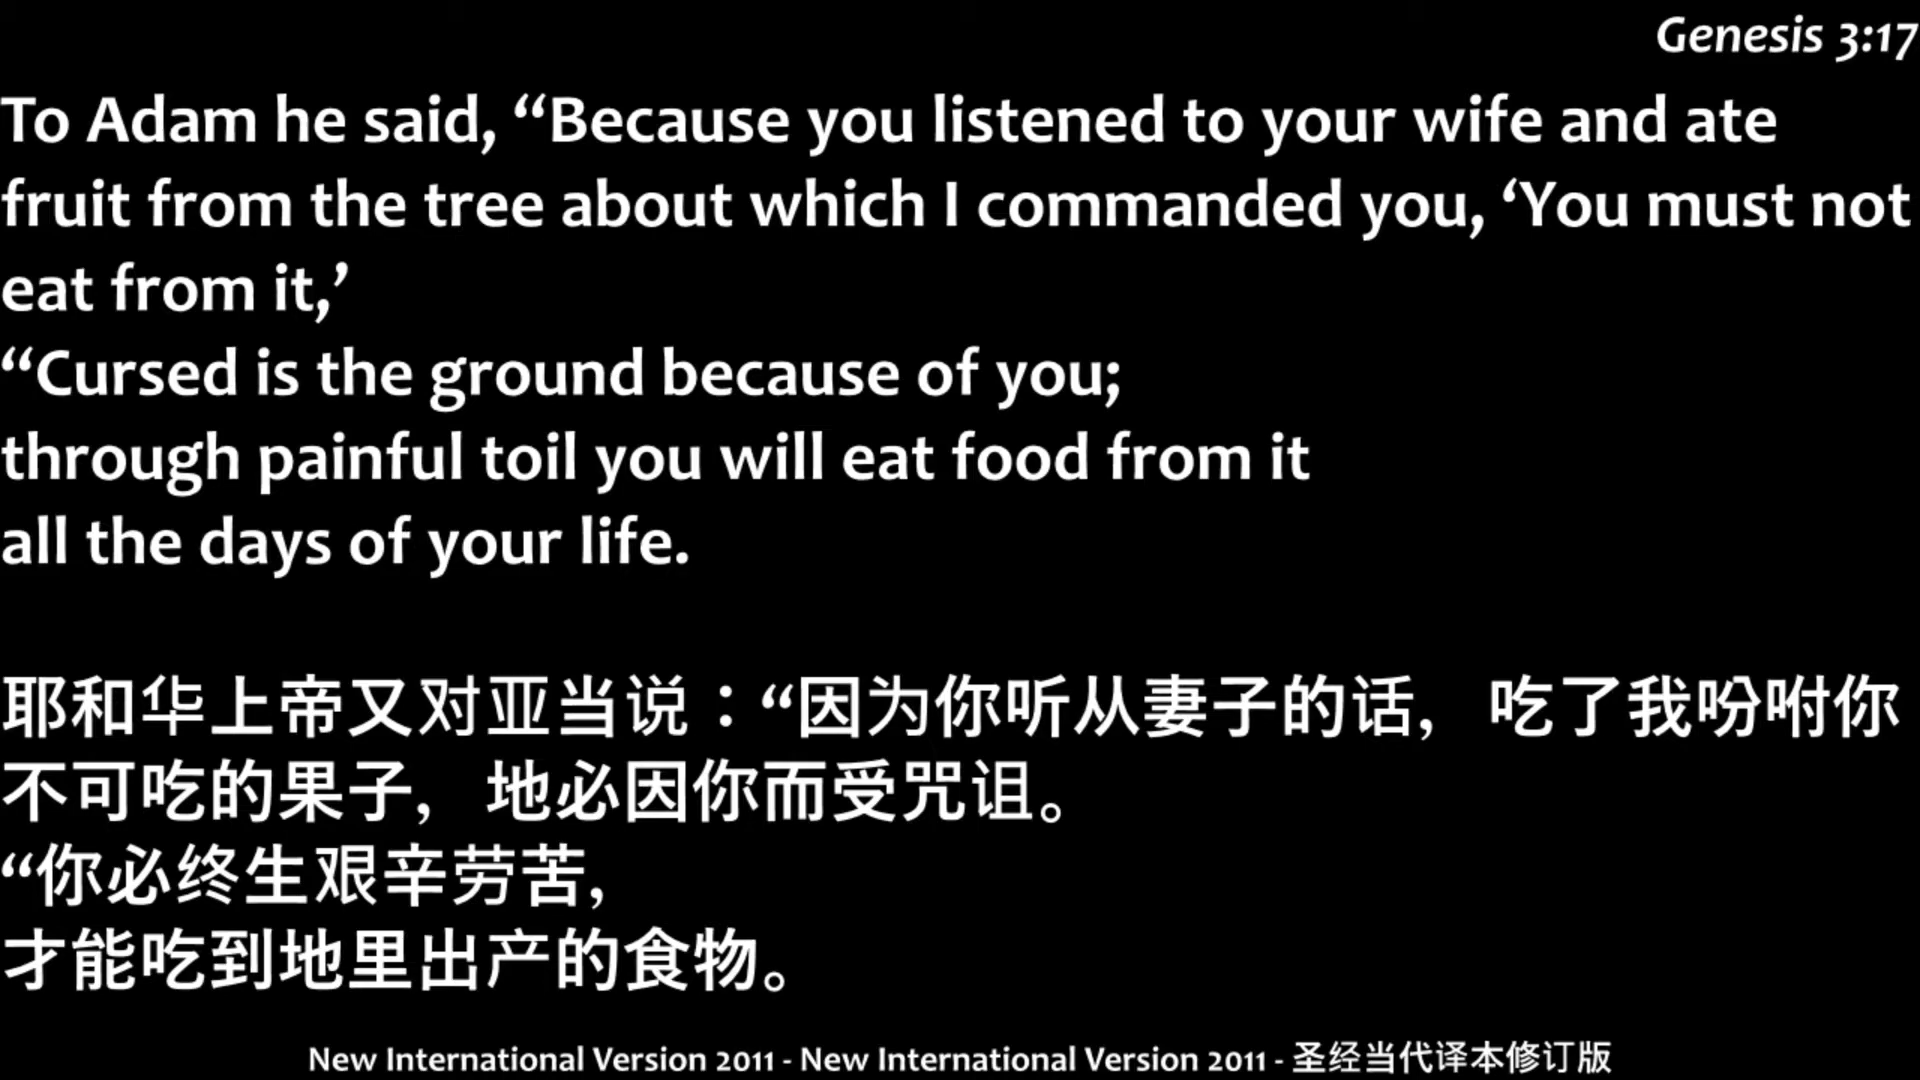 Genesis 3:17
To Adam he said, “Because you listened to your wife and ate
fruit from the tree about which I commanded you, ‘You must not
eat from it,’
“Cursed is the ground because of you;
through painful toil you will eat food from it
all the days of your life.
耶和华上帝又对亚当说：“因为你听从妻子的话，吃了我吩咐你
不可吃的果子，地必因你而受咒诅。
“你必终生艰辛劳苦，
才能吃到地里出产的食物。
New International Version 2011 - New International Version 2011 - 圣经当代译本修订版